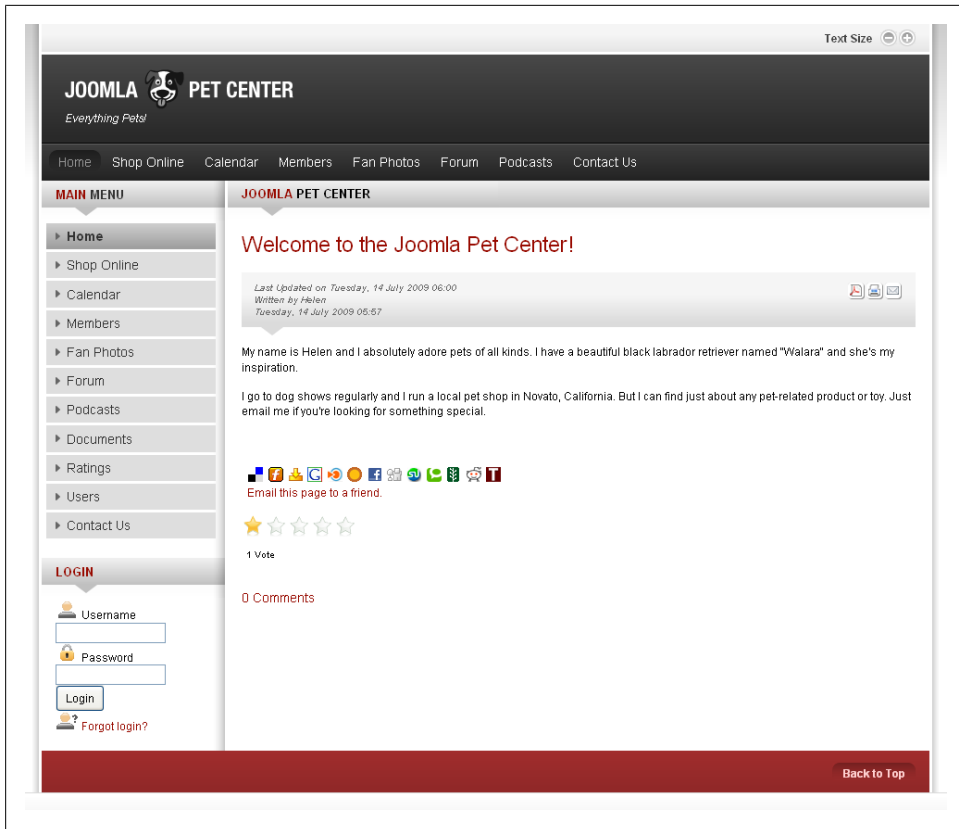 Text Size
JOOMLA PET CENTER
Everything Pets!
Home Shop Online Calendar Members Fan Photos Forum Podcasts Contact Us
MAIN MENU
Home
Shop Online
Calendar
Members
Fan Photos
Forum
Podcasts
Documents
Ratings
Users
Contact Us
LOGIN
Username
Password
Login
Forgot login?
JOOMLA PET CENTER
Welcome to the Joomla Pet Center!
Last Updated on Tuesday, 14 July 2009 06:00
Written by Helen
Tuesday, 14 July 2009 05:57
My name is Helen and I absolutely adore pets of all kinds. I have a beautiful black labrador retriever named "Walara" and she's my
inspiration.
I go to dog shows regularly and I run a local pet shop in Novato, California. But I can find just about any pet-related product or toy. Just
email me if you're looking for something special.
Email this page to a friend.
1 Vote
0 Comments
Back to Top